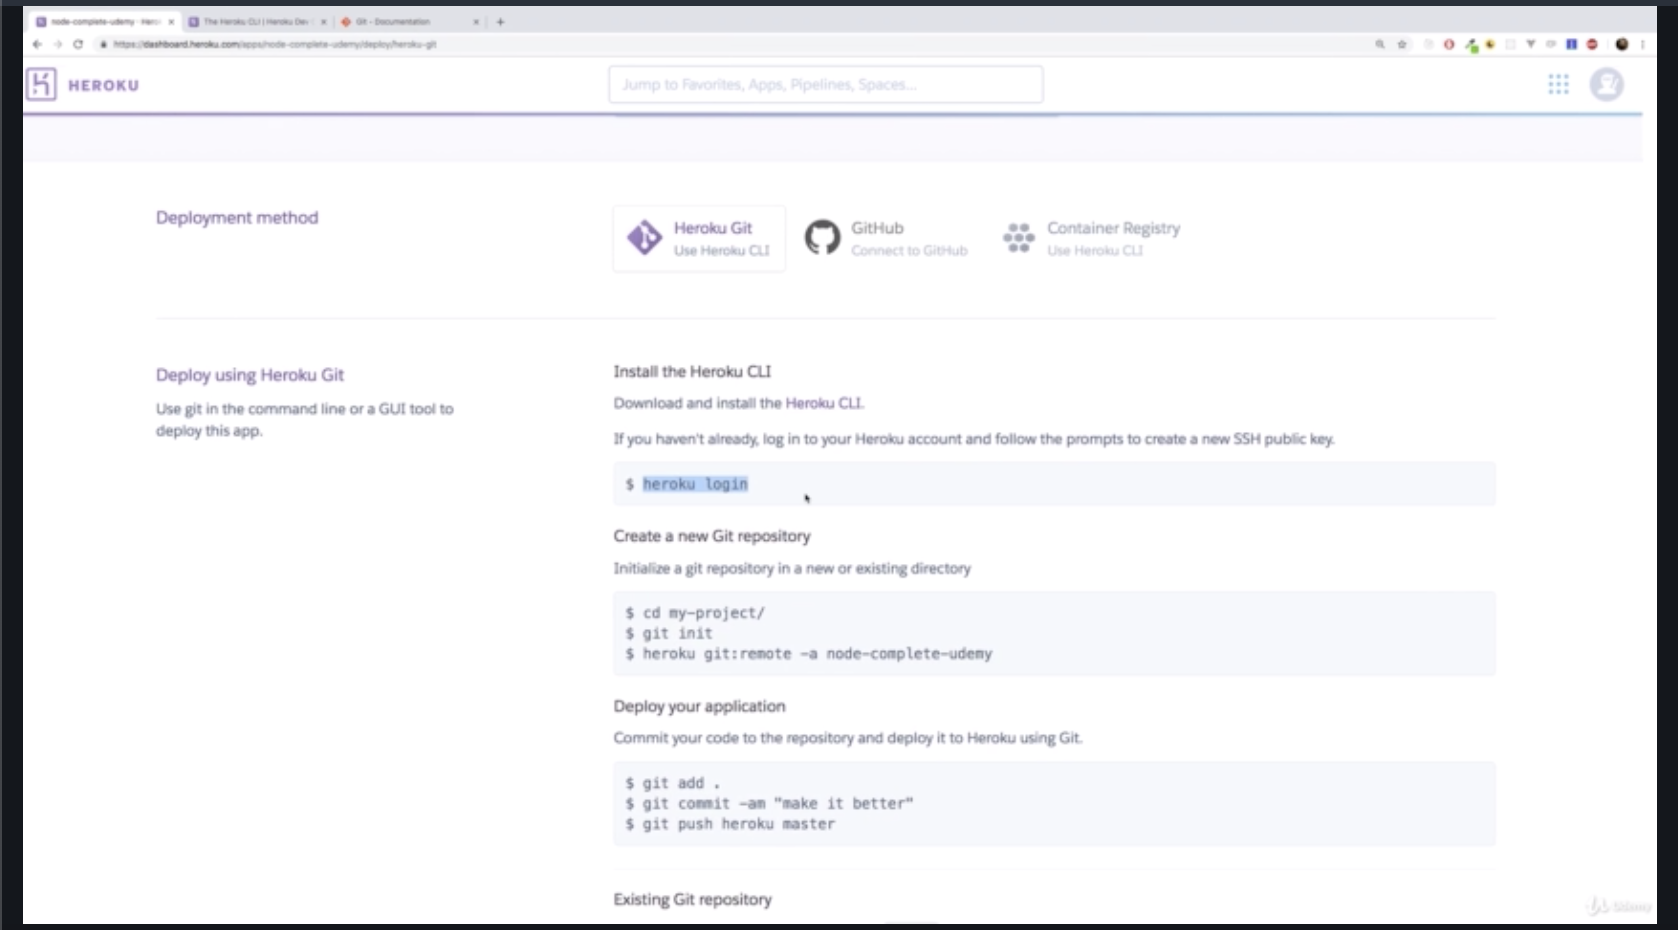 node-complete-udemy · Hero
The Heroku CLI | Heroku Dev
Git - Documentation
https://dashboard.heroku.com/apps/node-complete-udemy/deploy/heroku-git
HEROKU
Jump to Favorites, Apps, Pipelines, Spaces...
Deployment method
Heroku Git
Use Heroku CLI
GitHub
Connect to GitHub
Container Registry
Use Heroku CLI
Deploy using Heroku Git
Use git in the command line or a GUI tool to
deploy this app.
Install the Heroku CLI
Download and install the Heroku CLI.
If you haven't already, log in to your Heroku account and follow the prompts to create a new SSH public key.
$ heroku login
Create a new Git repository
Initialize a git repository in a new or existing directory
$ cd my-project/
$ git init
$ heroku git:remote -a node-complete-udemy
Deploy your application
Commit your code to the repository and deploy it to Heroku using Git.
$ git add .
$ git commit -am "make it better"
$ git push heroku master
Existing Git repository
Udemy